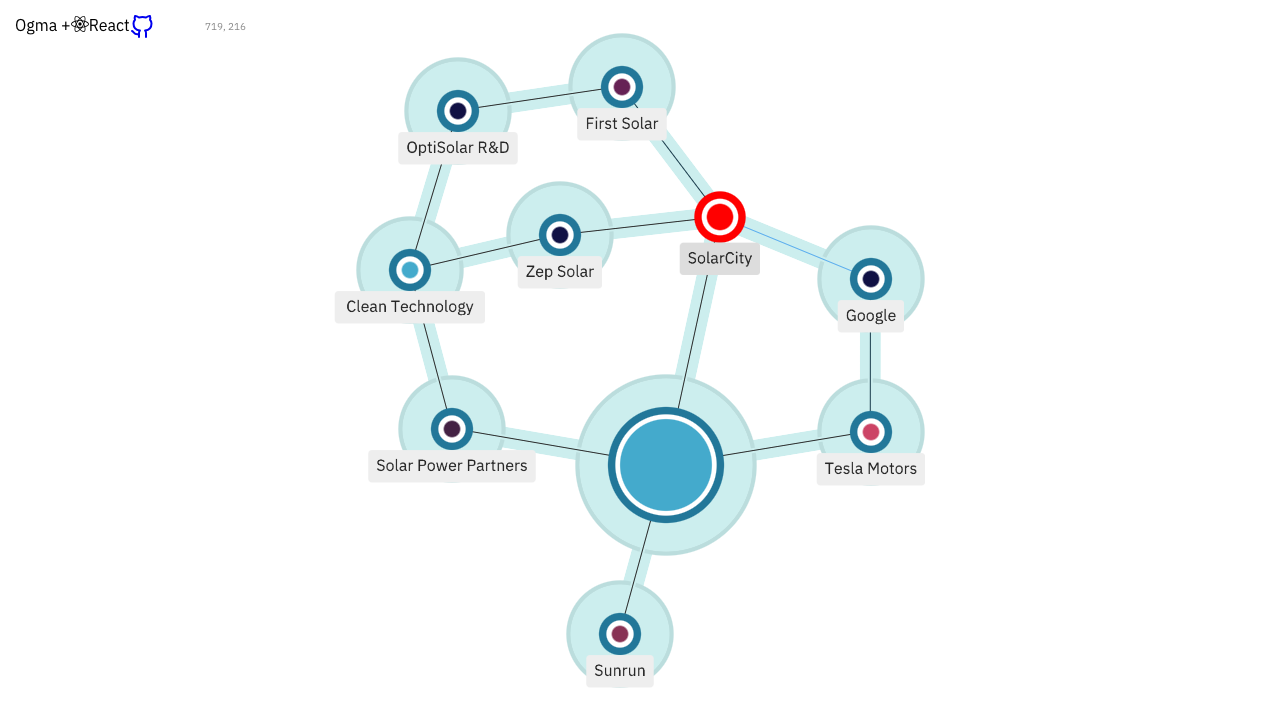 Ogma + React
719, 216
First Solar
OptiSolar R&D
SolarCity
Zep Solar
Clean Technology
Google
Solar Power Partners
Tesla Motors
Sunrun